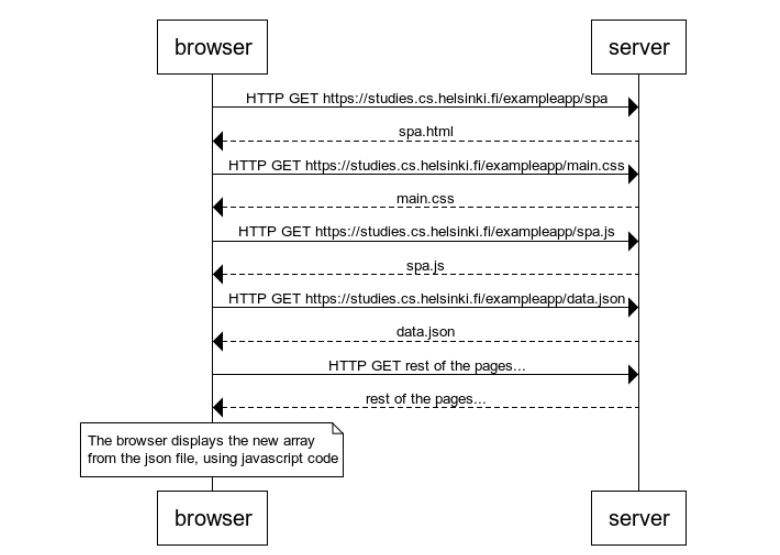 browser
server
HTTP GET https://studies.cs.helsinki.fi/exampleapp/spa
spa.html
HTTP GET https://studies.cs.helsinki.fi/exampleapp/main.css
main.css
HTTP GET https://studies.cs.helsinki.fi/exampleapp/spa.js
spa.js
HTTP GET https://studies.cs.helsinki.fi/exampleapp/data.json
data.json
HTTP GET rest of the pages...
rest of the pages...
The browser displays the new array
from the json file, using javascript code
browser
server